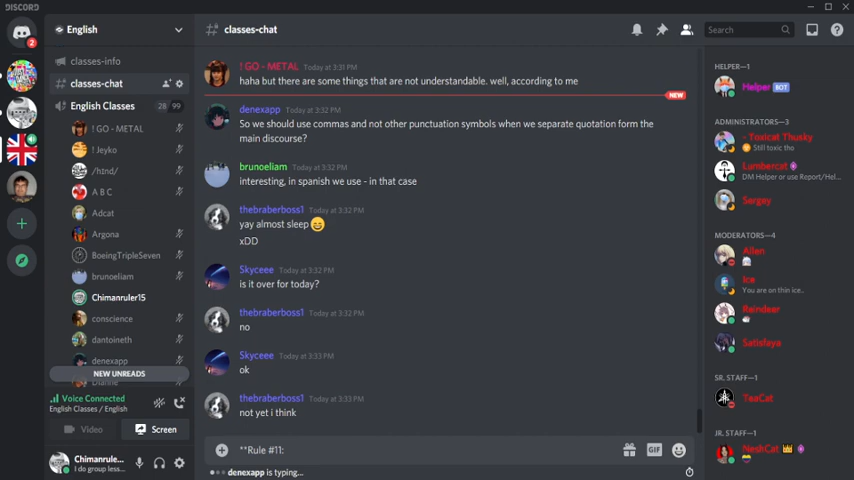 DISCORD
English
classes-chat
Search
2
classes-info
classes-chat
English Classes 28 99
! GO - METAL
! Jeyko
/h1nd/
A B C
Adcat
Argona
BoeingTripleSeven
brunoeliam
Chimanruler15
conscience
dantoineth
denexapp
NEW UNREADS
Dianne
Voice Connected
English Classes / English
Video
Screen
Chimanrule...
I do group less...
! GO - METAL Today at 3:31 PM
haha but there are some things that are not understandable. well, according to me
NEW
denexapp Today at 3:32 PM
So we should use commas and not other punctuation symbols when we separate quotation form the
main discourse?
brunoeliam Today at 3:32 PM
interesting, in spanish we use - in that case
thebraberboss1 Today at 3:32 PM
yay almost sleep
xDD
Skyceee Today at 3:32 PM
is it over for today?
thebraberboss1 Today at 3:32 PM
no
Skyceee Today at 3:33 PM
ok
thebraberboss1 Today at 3:33 PM
not yet i think
**Rule #11:
GIF
denexapp is typing...
HELPER—1
Helper BOT
ADMINISTRATORS—3
- Toxicat Thusky
Still toxic tho
Lumbercat
DM Helper or use Report/Hel...
Sergey
MODERATORS—4
Allen
Ice
You are on thin ice..
Raindeer
Satisfeya
SR. STAFF—1
TeaCat
JR. STAFF—1
NeshCat